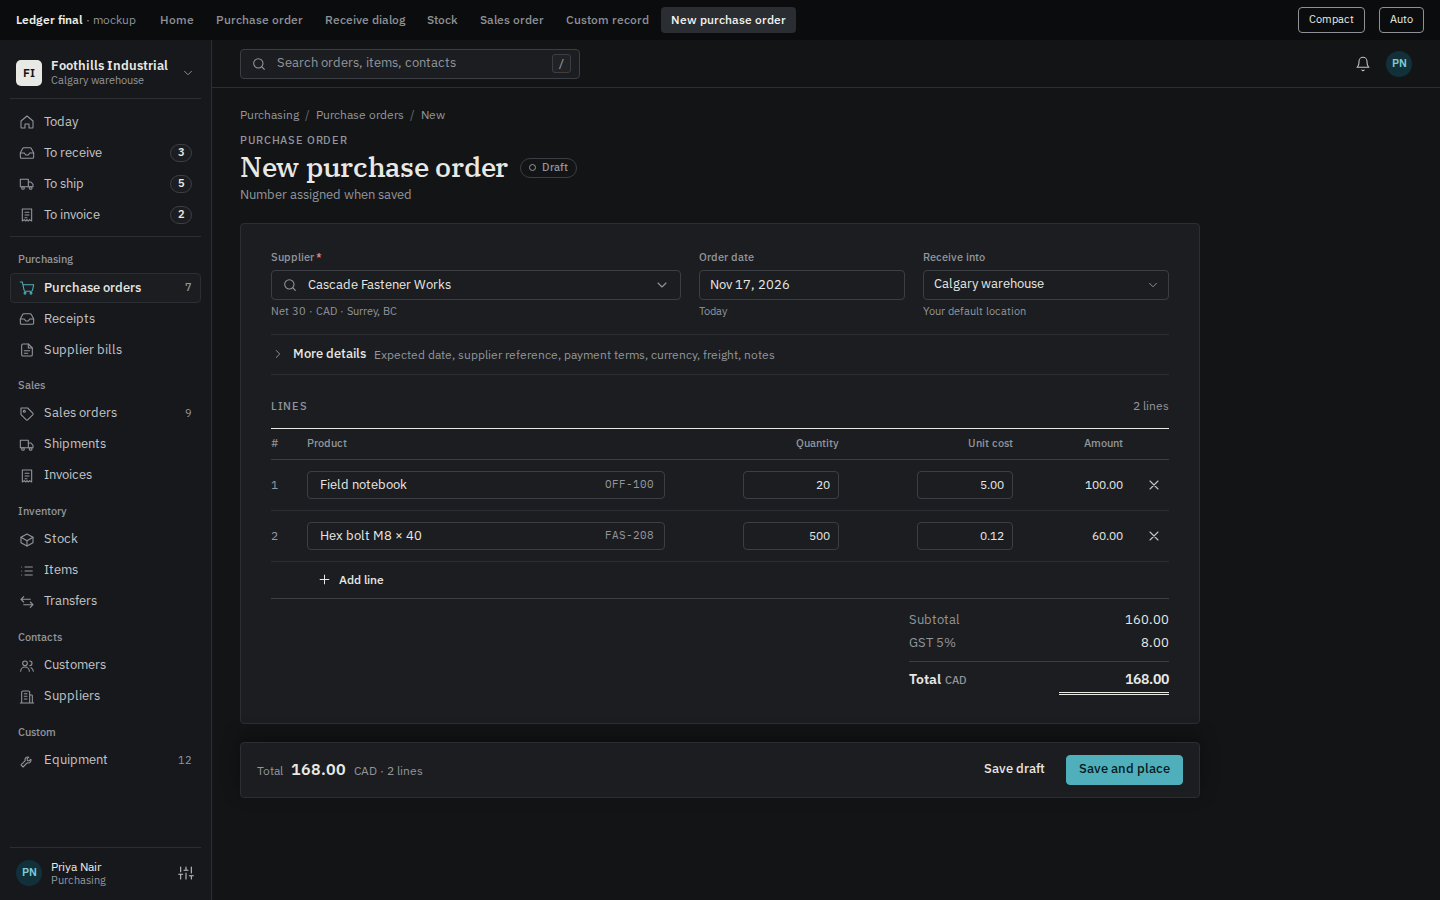 Ledger final · mockup
Home
Purchase order
Receive dialog
Stock
Sales order
Custom record
New purchase order
Compact
Auto
FI
Foothills Industrial
Calgary warehouse
Search orders, items, contacts
/
PN
Today
To receive
3
To ship
5
To invoice
2
Purchasing
Purchase orders
7
Receipts
Supplier bills
Sales
Sales orders
9
Shipments
Invoices
Inventory
Stock
Items
Transfers
Contacts
Customers
Suppliers
Custom
Equipment
12
PN
Priya Nair
Purchasing
Purchasing / Purchase orders / New
PURCHASE ORDER
New purchase order
Draft
Number assigned when saved
Supplier *
Order date
Receive into
Cascade Fastener Works
Nov 17, 2026
Calgary warehouse
Net 30 · CAD · Surrey, BC
Today
Your default location
More details Expected date, supplier reference, payment terms, currency, freight, notes
LINES
2 lines
# Product Quantity Unit cost Amount
1 Field notebook OFF-100 20 5.00 100.00
2 Hex bolt M8 × 40 FAS-208 500 0.12 60.00
Add line
Subtotal 160.00
GST 5% 8.00
Total CAD 168.00
Total 168.00 CAD · 2 lines
Save draft
Save and place